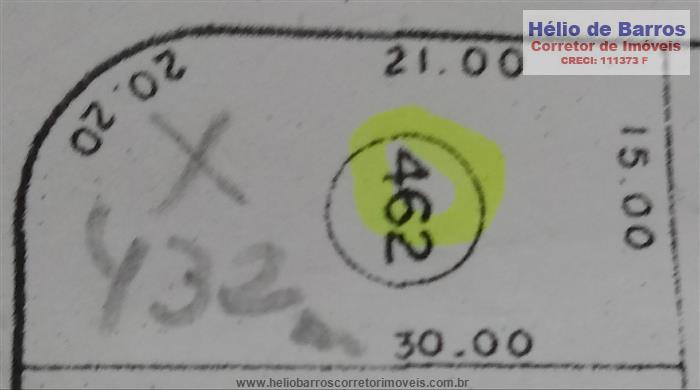 Hélio de Barros
Corretor de Imóveis
CRECI: 111373 F
20.20
21.00
15.00
X
462
432 m
30.00
www.heliobarroscorretorimoveis.com.br